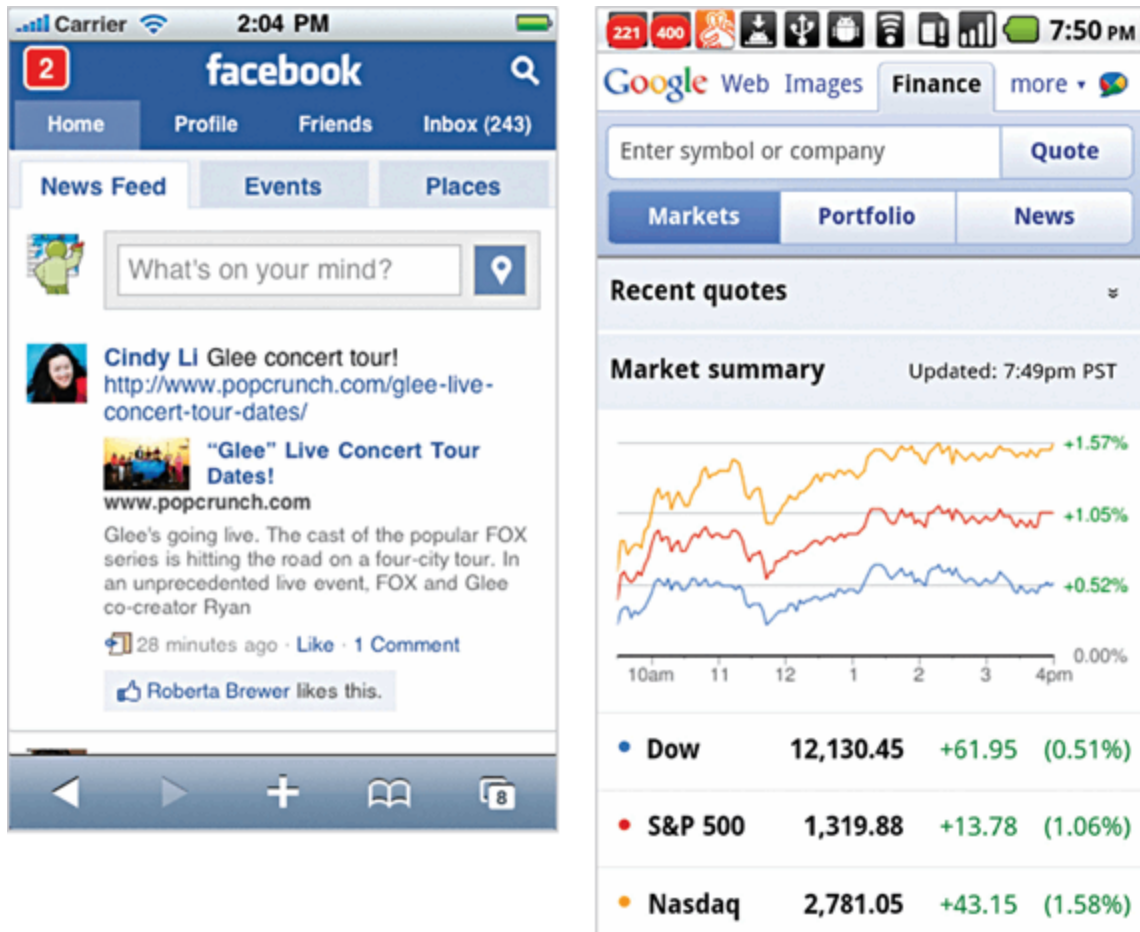 Carrier 2:04 PM
2 facebook
Home Profile Friends Inbox (243)
News Feed Events Places
What's on your mind?
Cindy Li Glee concert tour!
http://www.popcrunch.com/glee-live-
concert-tour-dates/
“Glee” Live Concert Tour
Dates!
www.popcrunch.com
Glee's going live. The cast of the popular FOX
series is hitting the road on a four-city tour. In
an unprecedented live event, FOX and Glee
co-creator Ryan
28 minutes ago · Like · 1 Comment
Roberta Brewer likes this.
8
221 400 7:50 PM
Google Web Images Finance more
Enter symbol or company Quote
Markets Portfolio News
Recent quotes
Market summary Updated: 7:49pm PST
+1.57%
+1.05%
+0.52%
0.00%
10am 11 12 1 2 3 4pm
Dow 12,130.45 +61.95 (0.51%)
S&P 500 1,319.88 +13.78 (1.06%)
Nasdaq 2,781.05 +43.15 (1.58%)